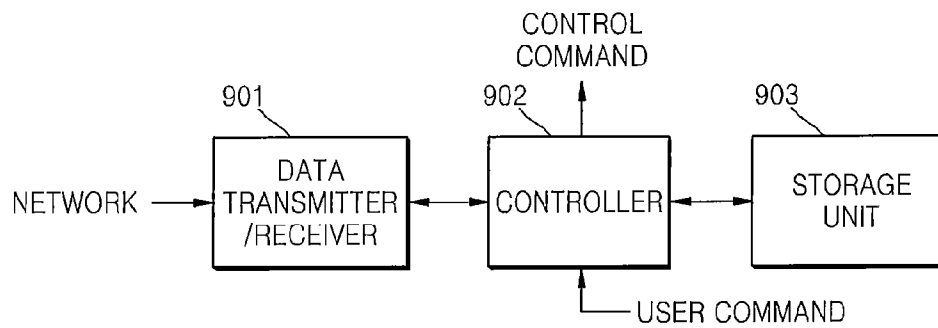 CONTROL
COMMAND
901
902
903
NETWORK
DATA
TRANSMITTER
/RECEIVER
CONTROLLER
STORAGE
UNIT
USER COMMAND